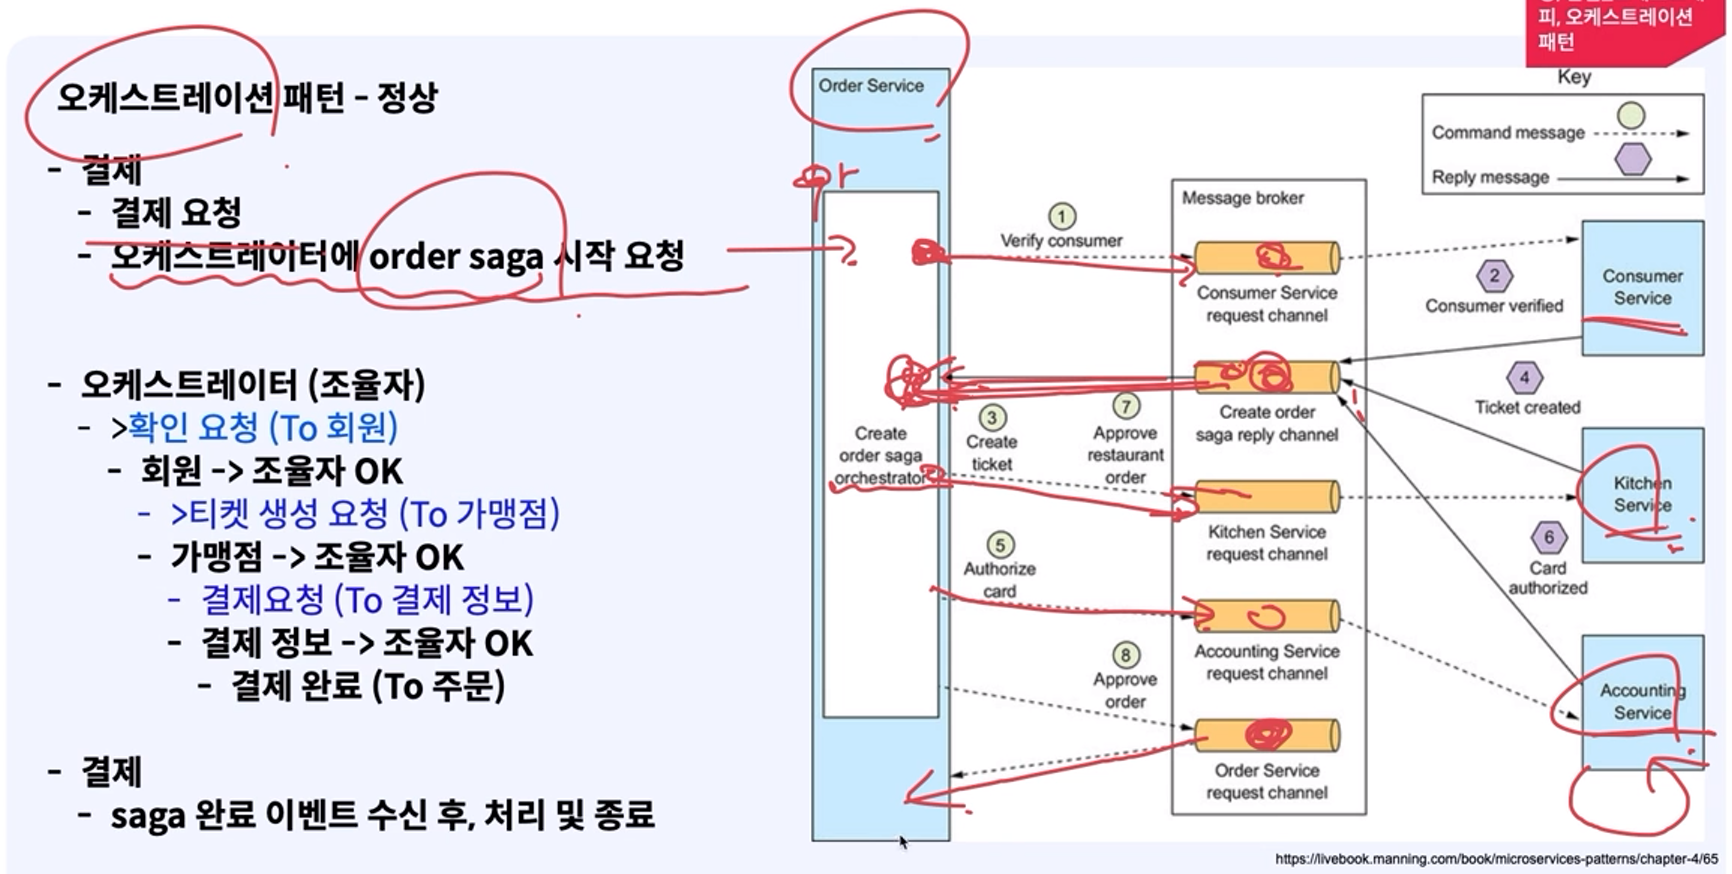 피, 오케스트레이션
패턴
오케스트레이션 패턴 - 정상
- 결제
- 결제 요청
- 오케스트레이터에 order saga 시작 요청
- 오케스트레이터 (조율자)
- >확인 요청 (To 회원)
- 회원 -> 조율자 OK
- >티켓 생성 요청 (To 가맹점)
- 가맹점 -> 조율자 OK
- 결제요청 (To 결제 정보)
- 결제 정보 -> 조율자 OK
- 결제 완료 (To 주문)
- 결제
- saga 완료 이벤트 수신 후, 처리 및 종료
Order Service
Create
order saga
orchestrator
1
Verify consumer
3
Create
ticket
7
Approve
restaurant
order
5
Authorize
card
8
Approve
order
Message broker
Consumer Service
request channel
Create order
saga reply channel
Kitchen Service
request channel
Accounting Service
request channel
Order Service
request channel
Key
Command message
Reply message
2
Consumer verified
4
Ticket created
6
Card
authorized
Consumer
Service
Kitchen
Service
Accounting
Service
https://livebook.manning.com/book/microservices-patterns/chapter-4/65